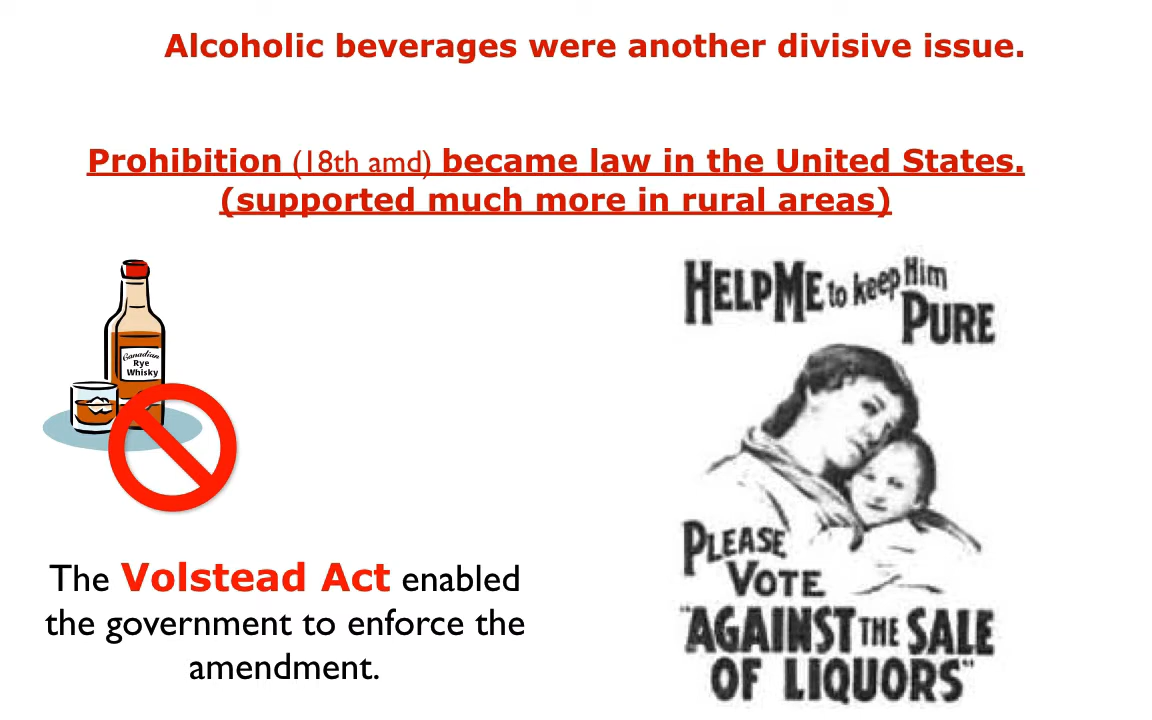 Alcoholic beverages were another divisive issue.
Prohibition (18th amd) became law in the United States.
(supported much more in rural areas)
Canadian
Rye
Whisky
The Volstead Act enabled
the government to enforce the
amendment.
HELP ME to keep Him
PURE
PLEASE
VOTE
"AGAINST THE SALE
OF LIQUORS"